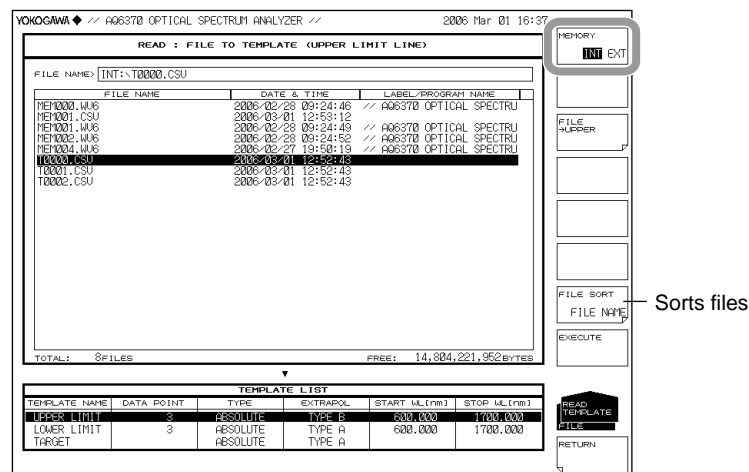 YOKOGAWA ◆ // AQ6370 OPTICAL SPECTRUM ANALYZER // 2006 Mar 01 16:37
READ : FILE TO TEMPLATE (UPPER LIMIT LINE)
FILE NAME> INT:\T0000.CSV
FILE NAME DATE & TIME LABEL/PROGRAM NAME
MEM000.WV6 2006/02/28 09:24:46 // AQ6370 OPTICAL SPECTRU
MEM001.CSV 2006/03/01 12:53:12
MEM001.WV6 2006/02/28 09:24:49 // AQ6370 OPTICAL SPECTRU
MEM002.WV6 2006/02/28 09:24:52 // AQ6370 OPTICAL SPECTRU
MEM004.WV6 2006/02/27 19:50:19 // AQ6370 OPTICAL SPECTRU
T0000.CSV 2006/03/01 12:52:43
T0001.CSV 2006/03/01 12:52:43
T0002.CSV 2006/03/01 12:52:43
TOTAL: 8FILES FREE: 14,804,221,952BYTES
▼
TEMPLATE LIST
TEMPLATE NAME DATA POINT TYPE EXTRAPOL START WL[nm] STOP WL[nm]
UPPER LIMIT 3 ABSOLUTE TYPE B 600.000 1700.000
LOWER LIMIT 3 ABSOLUTE TYPE A 600.000 1700.000
TARGET ABSOLUTE TYPE A
MEMORY
INT EXT
FILE
→UPPER
FILE SORT
FILE NAME
Sorts files
EXECUTE
READ
TEMPLATE
FILE
RETURN